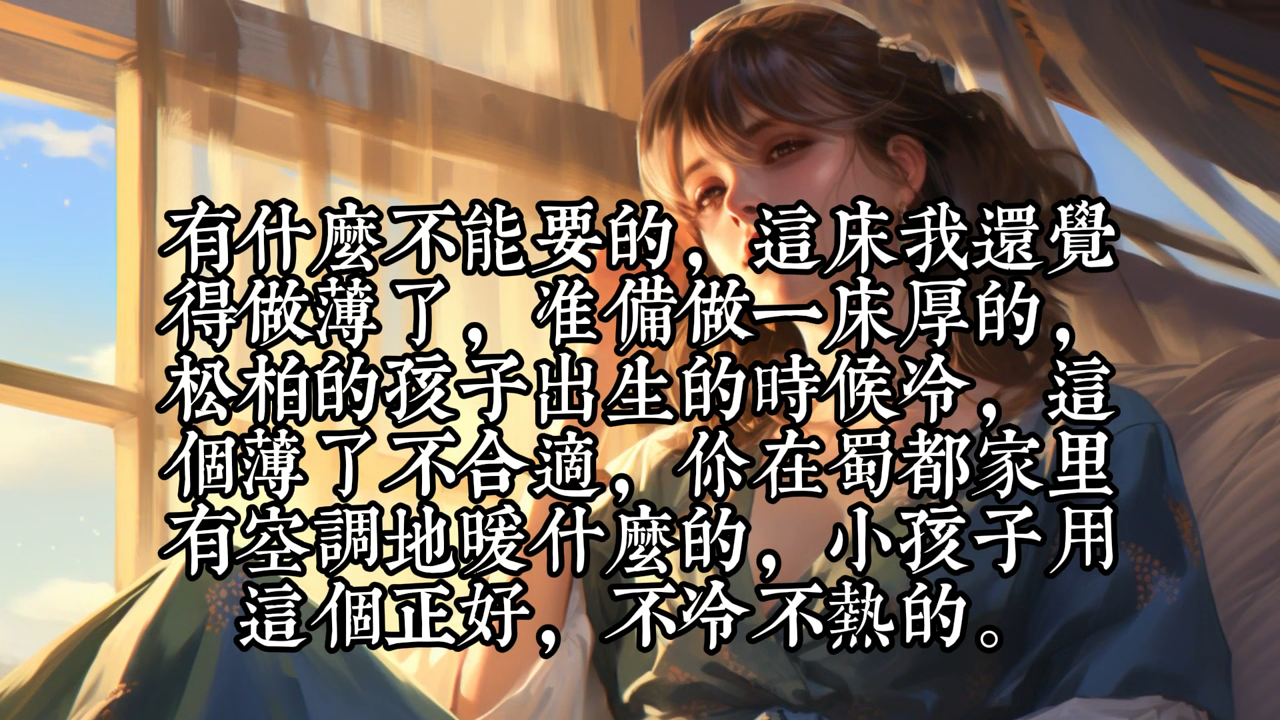 有什麼不能要的，這床我還覺
得做薄了，准備做一床厚的，
松柏的孩子出生的時候冷，這
個薄了不合適，你在蜀都家里
有空調地暖什麼的，小孩子用
這個正好，不冷不熱的。